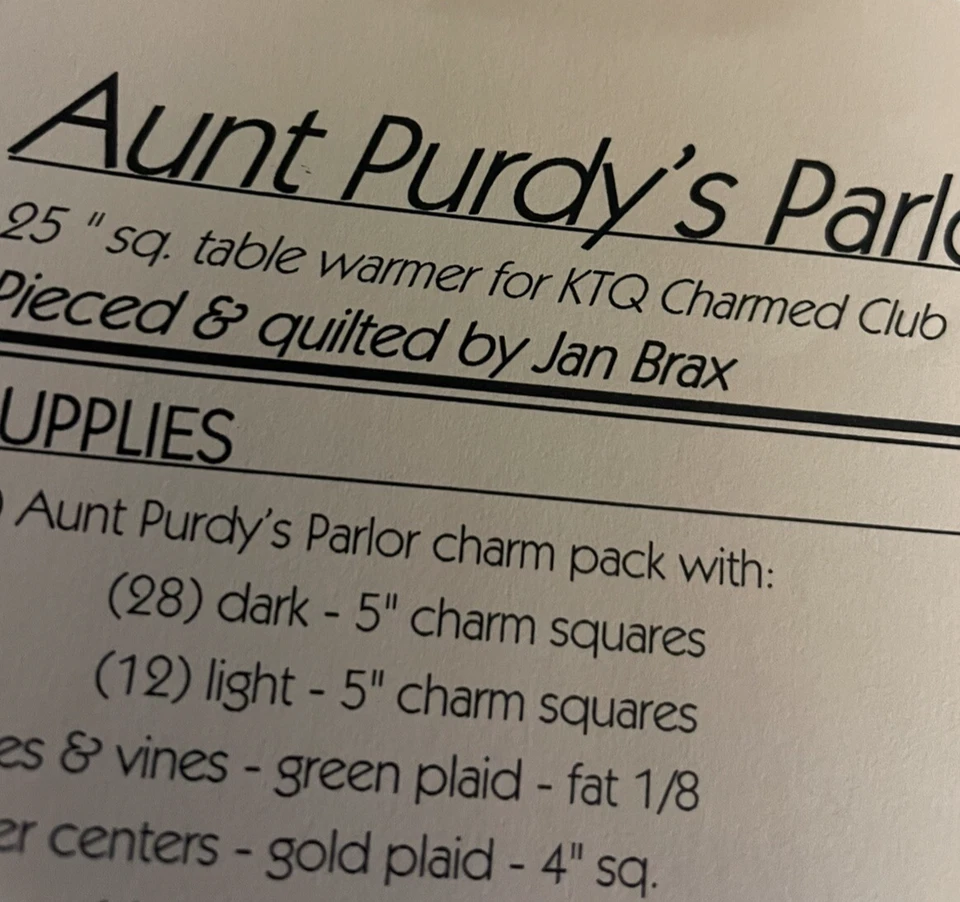 Aunt Purdy's Parlo
25 " sq. table warmer for KTQ Charmed Club
Pieced & quilted by Jan Brax
UPPLIES
) Aunt Purdy's Parlor charm pack with:
(28) dark - 5" charm squares
(12) light - 5" charm squares
es & vines - green plaid - fat 1/8
er centers - gold plaid - 4" sq.